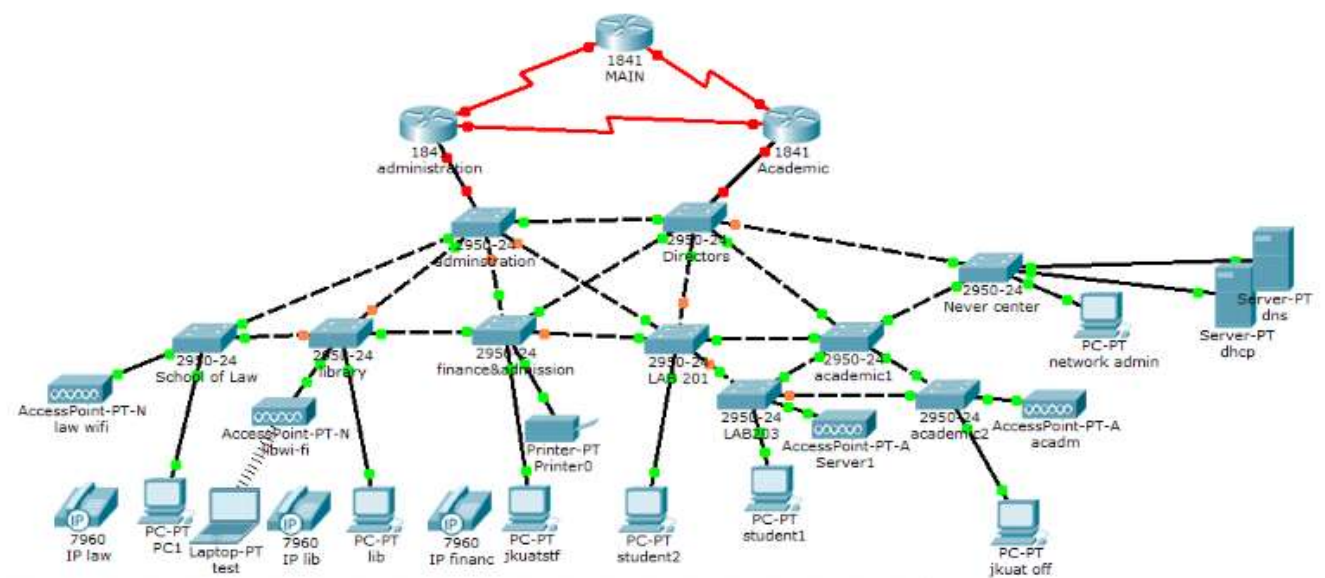 1841
MAIN
1841
administration
1841
Academic
2950-24
adminstration
2950-24
Directors
2950-24
Never center
Server-PT
dns
Server-PT
dhcp
PC-PT
network admin
2950-24
School of Law
2950-24
library
2950-24
finance&admission
2950-24
LAB 201
2950-24
academic1
2950-24
LAB203
2950-24
academic2
AccessPoint-PT-N
law wifi
AccessPoint-PT-N
libwi-fi
Printer-PT
Printer0
AccessPoint-PT-A
Server1
AccessPoint-PT-A
acadm
IP
7960
IP law
PC-PT
PC1
Laptop-PT
test
IP
7960
IP lib
PC-PT
lib
IP
7960
IP financ
PC-PT
jkuatstf
PC-PT
student2
PC-PT
student1
PC-PT
jkuat off